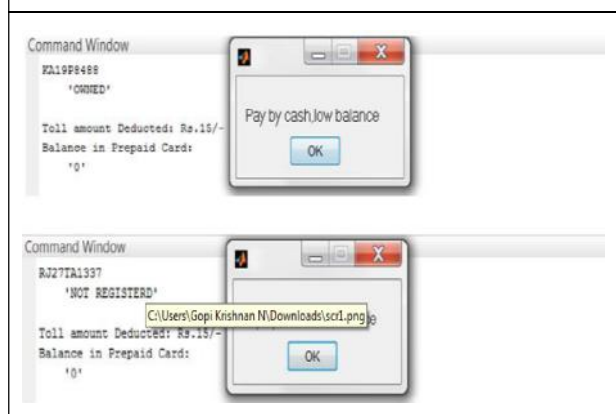 Command Window
KA19P8488
'OWNED'
Toll amount Deducted: Rs.15/-
Balance in Prepaid Card:
'0'
Pay by cash,low balance
OK
Command Window
RJ27TA1337
'NOT REGISTERD'
C:\Users\Gopi Krishnan N\Downloads\scr1.png
Toll amount Deducted: Rs.15/-
Balance in Prepaid Card:
'0'
OK